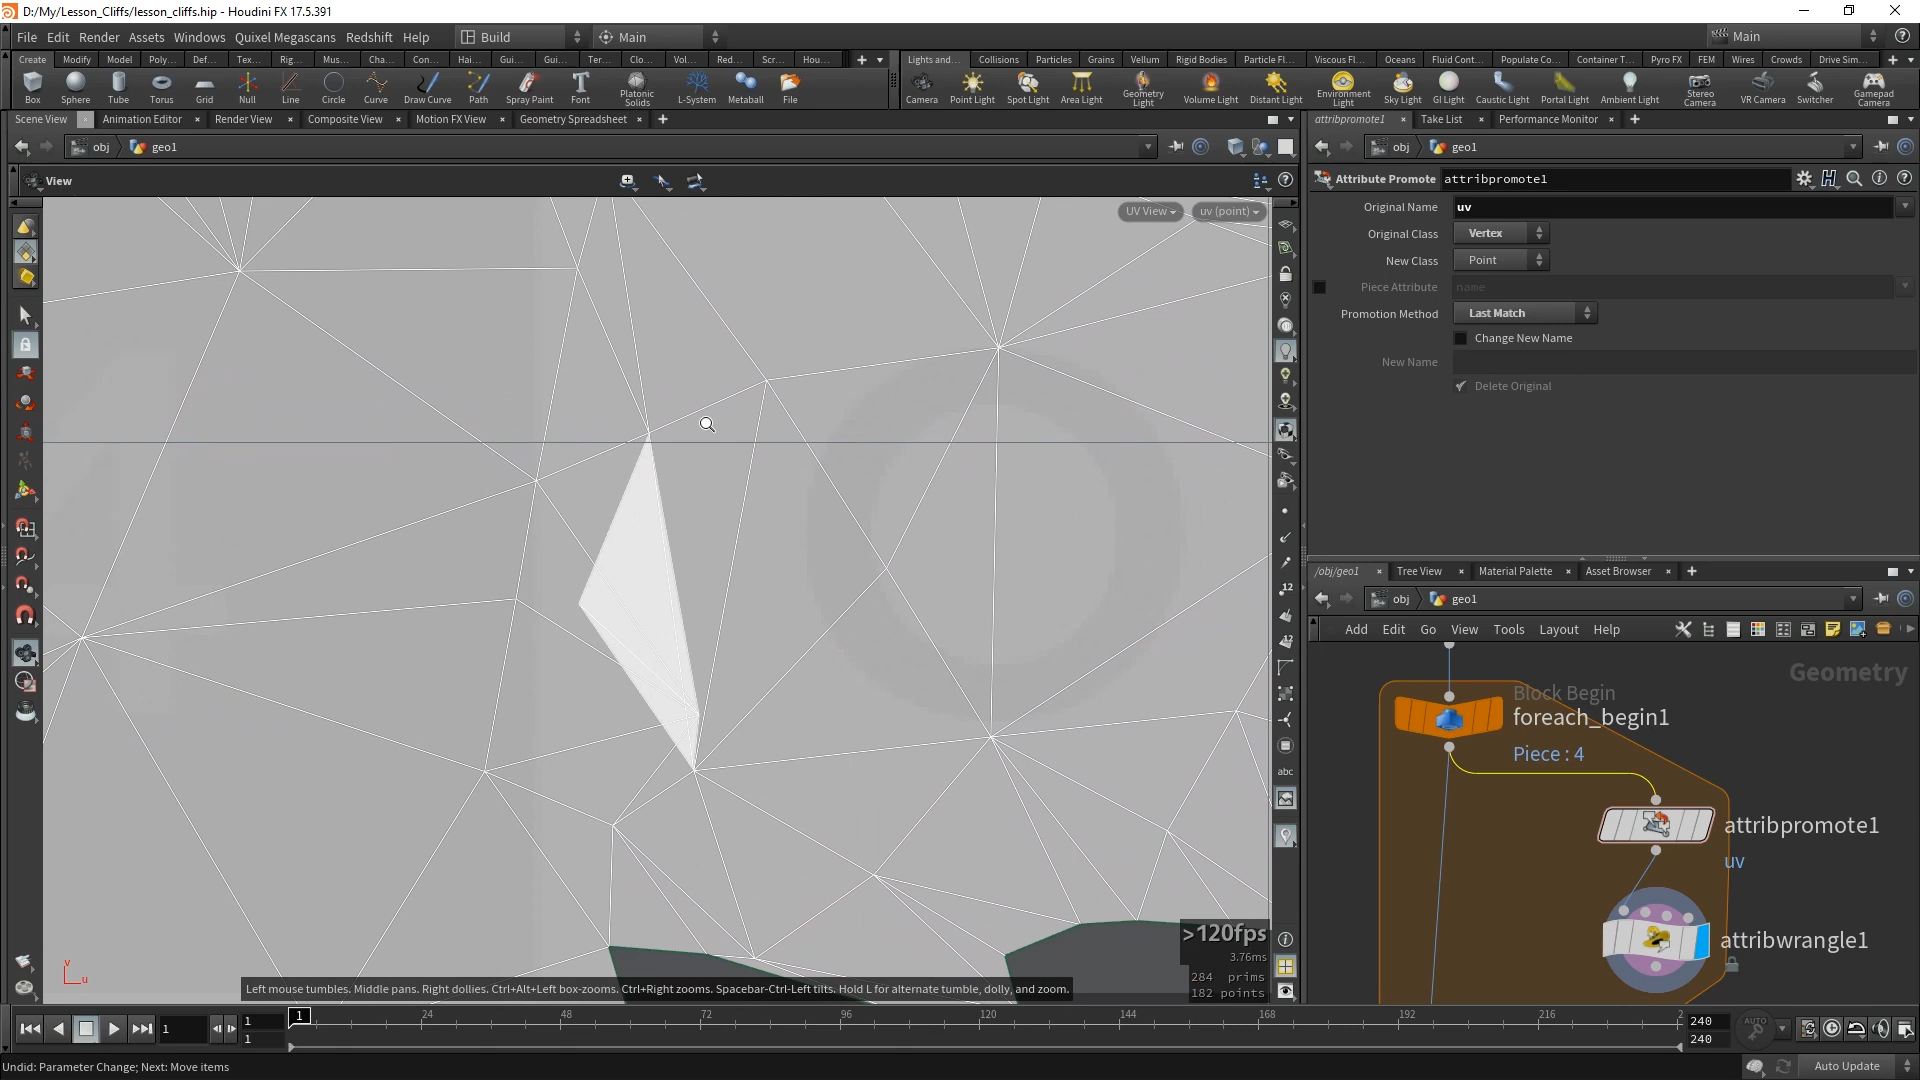 D:/My/Lesson_Cliffs/lesson_cliffs.hip - Houdini FX 17.5.391
File Edit Render Assets Windows Quixel Megascans Redshift Help Build Main Main
Create Modify Model Poly... Def... Tex... Rig... Mus... Cha... Con... Hai... Gui... Gui... Ter... Clo... Vol... Red... Scr... Hou... Lights and... Collisions Particles Grains Vellum Rigid Bodies Particle Fl... Viscous Fl... Oceans Fluid Cont... Populate Co... Container T... Pyro FX FEM Wires Crowds Drive Sim...
Box Sphere Tube Torus Grid Null Line Circle Curve Draw Curve Path Spray Paint Font Platonic Solids L-System Metaball File Camera Point Light Spot Light Area Light Geometry Light Volume Light Distant Light Environment Light Sky Light GI Light Caustic Light Portal Light Ambient Light Stereo Camera VR Camera Switcher Gamepad Camera
Scene View Animation Editor Render View Composite View Motion FX View Geometry Spreadsheet attribpromote1 Take List Performance Monitor
obj geo1 obj geo1
View
UV View uv (point)
Attribute Promote attribpromote1
Original Name uv
Original Class Vertex
New Class Point
Piece Attribute name
Promotion Method Last Match
Change New Name
New Name
Delete Original
/obj/geo1 Tree View Material Palette Asset Browser
obj geo1
Add Edit Go View Tools Layout Help
Geometry
Block Begin
foreach_begin1
Piece : 4
attribpromote1
uv
attribwrangle1
12
12
abc
>120fps
3.76ms
284 prims
182 points
v
u
Left mouse tumbles. Middle pans. Right dollies. Ctrl+Alt+Left box-zooms. Ctrl+Right zooms. Spacebar-Ctrl-Left tilts. Hold L for alternate tumble, dolly, and zoom.
1 1 1 24 48 72 96 120 144 168 192 216 2 240
1 240
AUTO
Undid: Parameter Change; Next: Move items Auto Update